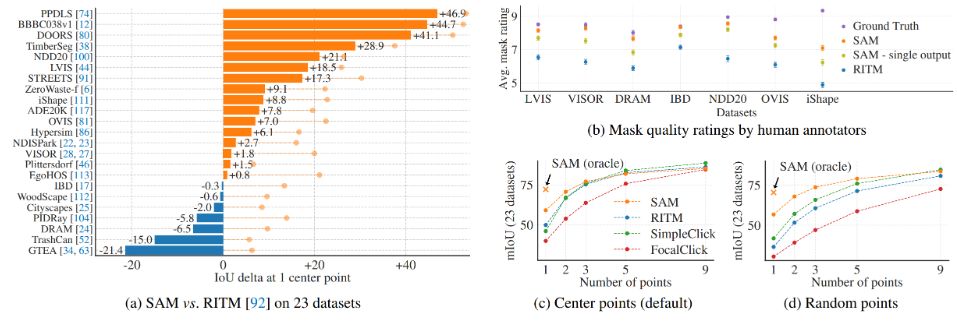 PPDLS [74]
BBBC038v1 [12]
DOORS [80]
TimberSeg [38]
NDD20 [100]
LVIS [44]
STREETS [91]
ZeroWaste-f [6]
iShape [111]
ADE20K [117]
OVIS [81]
Hypersim [86]
NDISPark [22, 23]
VISOR [28, 27]
Plittersdorf [46]
EgoHOS [113]
IBD [17]
WoodScape [112]
Cityscapes [25]
PIDRay [104]
DRAM [24]
TrashCan [52]
GTEA [34, 63]
+46.9
+44.7
+41.1
+28.9
+21.1
+18.5
+17.3
+9.1
+8.8
+7.8
+7.0
+6.1
+2.7
+1.8
+1.5
+0.8
-0.3
-0.6
-2.0
-5.8
-6.5
-15.0
-21.4
-20 0 +20 +40
IoU at 1 center point
(a) SAM vs. RITM [92] on 23 datasets
Avg. mask rating
9
7
5
Ground Truth
SAM
SAM - single output
RITM
LVIS VISOR DRAM IBD NDD20 OVIS iShape
Datasets
(b) Mask quality ratings by human annotators
mIoU (23 datasets)
75
50
SAM (oracle)
SAM
RITM
SimpleClick
FocalClick
1 2 3 5 9
Number of points
(c) Center points (default)
mIoU (23 datasets)
75
50
SAM (oracle)
1 2 3 5 9
Number of points
(d) Random points